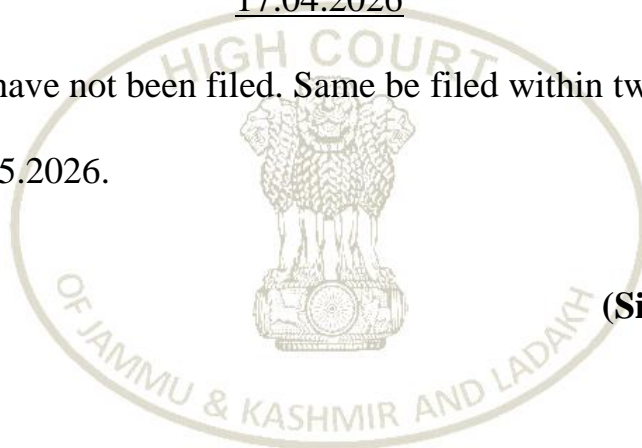 17.04.2026
HIGH COURT
have not been filed. Same be filed within tw
5.2026.
(Si
OF JAMMU & KASHMIR AND LADAKH